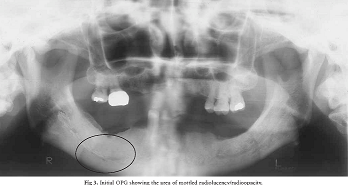 R
L
Fig 3. Initial OPG showing the area of mottled radiolucency/radioopacity.